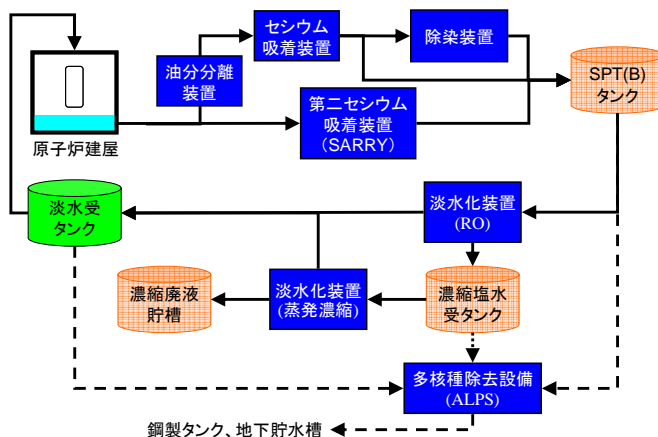 セシウム
吸着装置
除染装置
油分分離
装置
SPT(B)
タンク
第二セシウム
吸着装置
(SARRY)
原子炉建屋
淡水受
タンク
淡水化装置
(RO)
濃縮廃液
貯槽
淡水化装置
(蒸発濃縮)
濃縮塩水
受タンク
多核種除去設備
(ALPS)
鋼製タンク、地下貯水槽